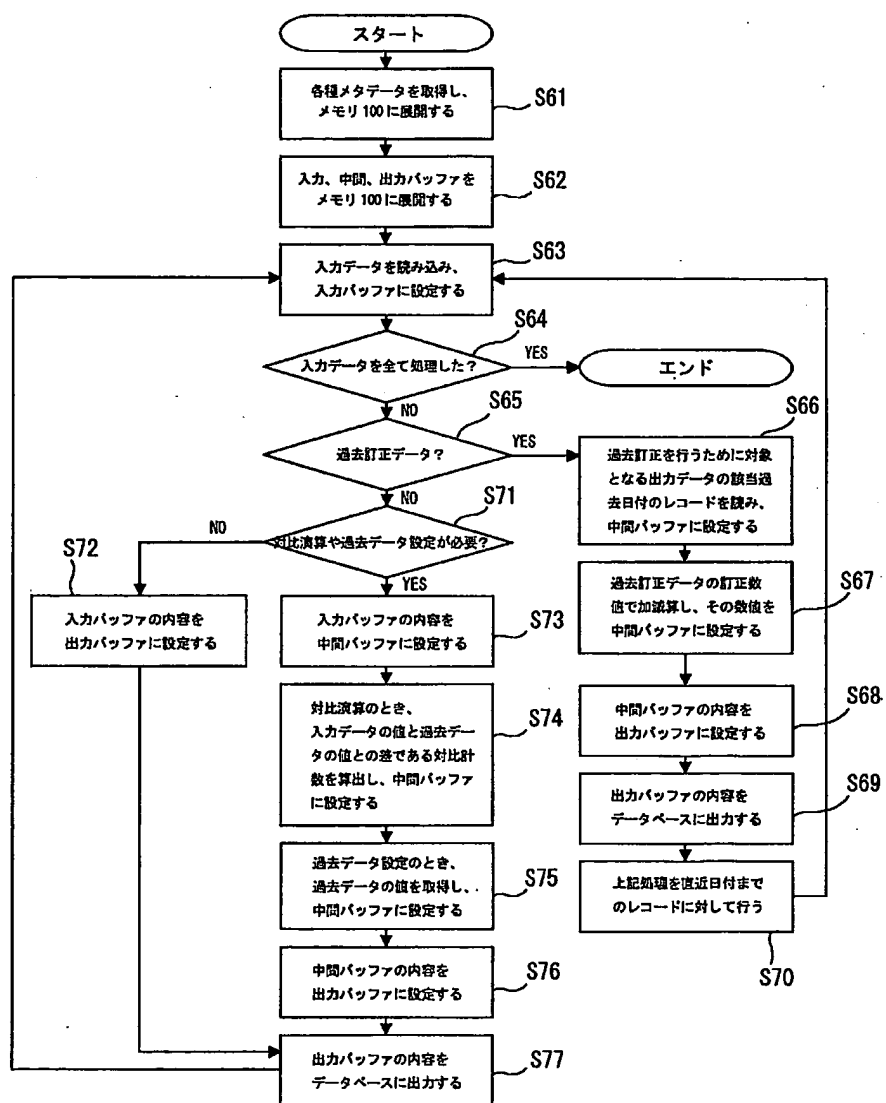 スタート
各種メタデータを取得し、
メモリ100に展開する
S61
入力、中間、出力バッファを
メモリ100に展開する
S62
入力データを読み込み、
入力バッファに設定する
S63
入力データを全て処理した?
S64
YES
エンド
NO
過去訂正データ?
S65
YES
過去訂正を行うために対象
となる出力データの該当過
去日付のレコードを読み、
中間バッファに設定する
S66
過去訂正データの訂正数
値で加減算し、その数値を
中間バッファに設定する
S67
中間バッファの内容を
出力バッファに設定する
S68
出力バッファの内容を
データベースに出力する
S69
上記処理を直近日付まで
のレコードに対して行う
S70
NO
対比演算や過去データ設定が必要?
S71
NO
入力バッファの内容を
出力バッファに設定する
S72
YES
入力バッファの内容を
中間バッファに設定する
S73
対比演算のとき、
入力データの値と過去デー
タの値との差である対比計
数を算出し、中間バッファ
に設定する
S74
過去データ設定のとき、
過去データの値を取得し、
中間バッファに設定する
S75
中間バッファの内容を
出力バッファに設定する
S76
出力バッファの内容を
データベースに出力する
S77